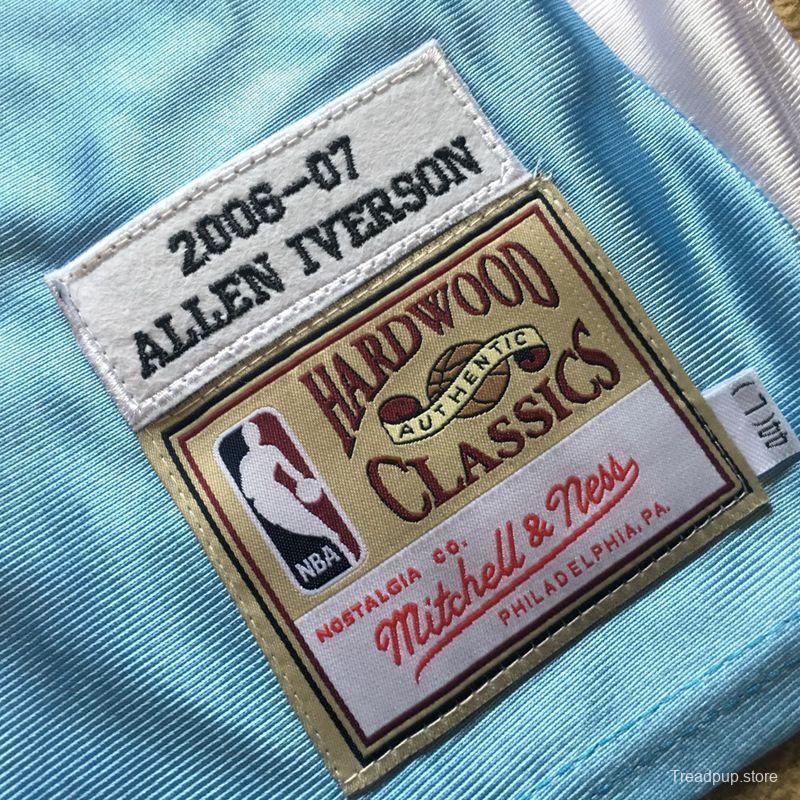 2006-07
ALLEN IVERSON
HARDWOOD
AUTHENTIC
CLASSICS
NBA
NOSTALGIA CO.
Mitchell & Ness
PHILADELPHIA, PA.
44(L)
Treadpup.store